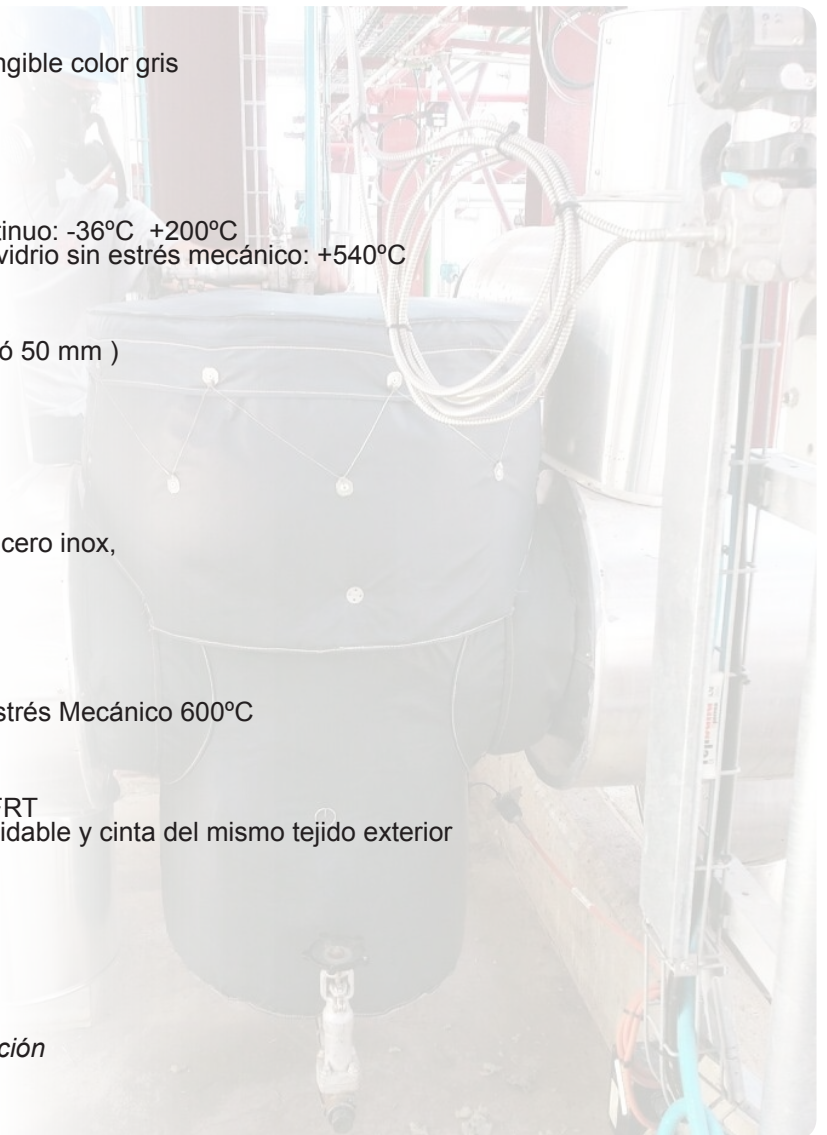 ngible color gris
tinuo: -36ºC +200ºC
vidrio sin estrés mecánico: +540ºC
ó 50 mm )
cero inox,
strés Mecánico 600ºC
FRT
idable y cinta del mismo tejido exterior
ción